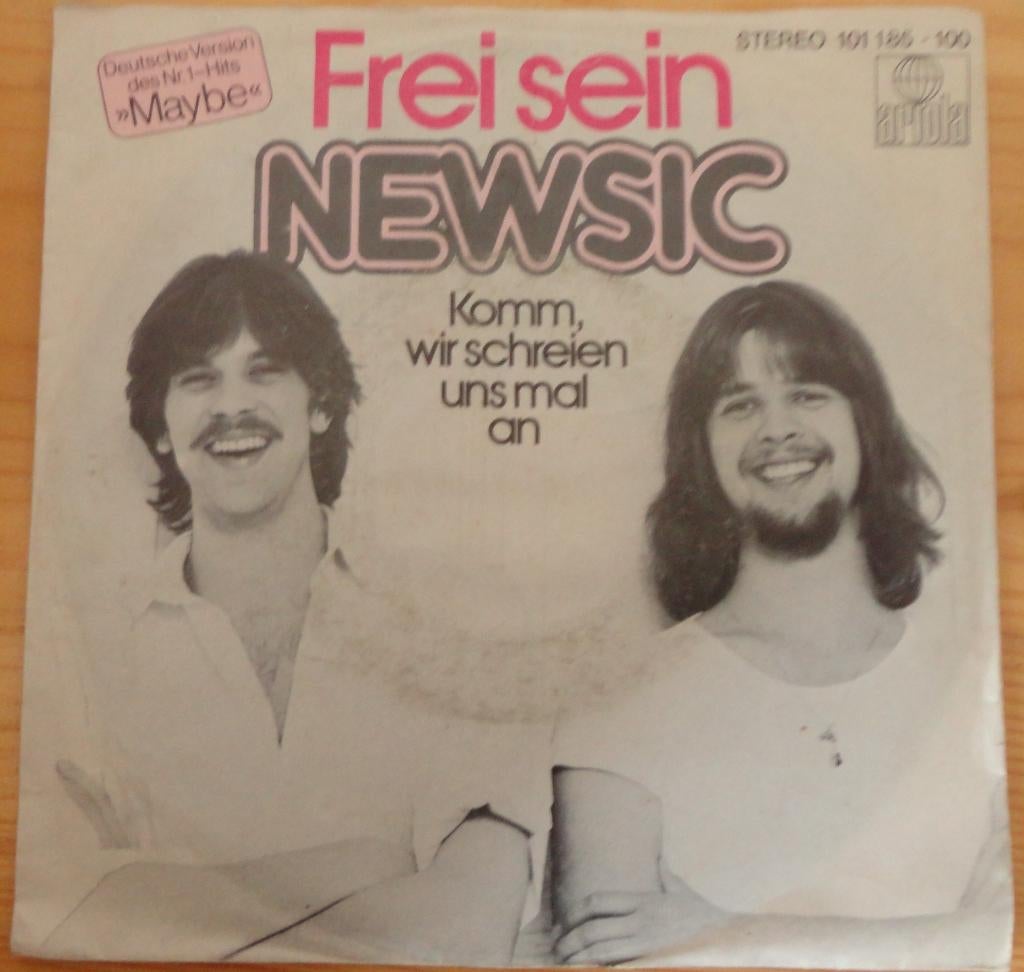 Deutsche Version
des Nr.1-Hits
»Maybe«
Frei sein
STEREO 101 186 - 100
ariola
NEWSIC
Komm,
wir schreien
uns mal
an